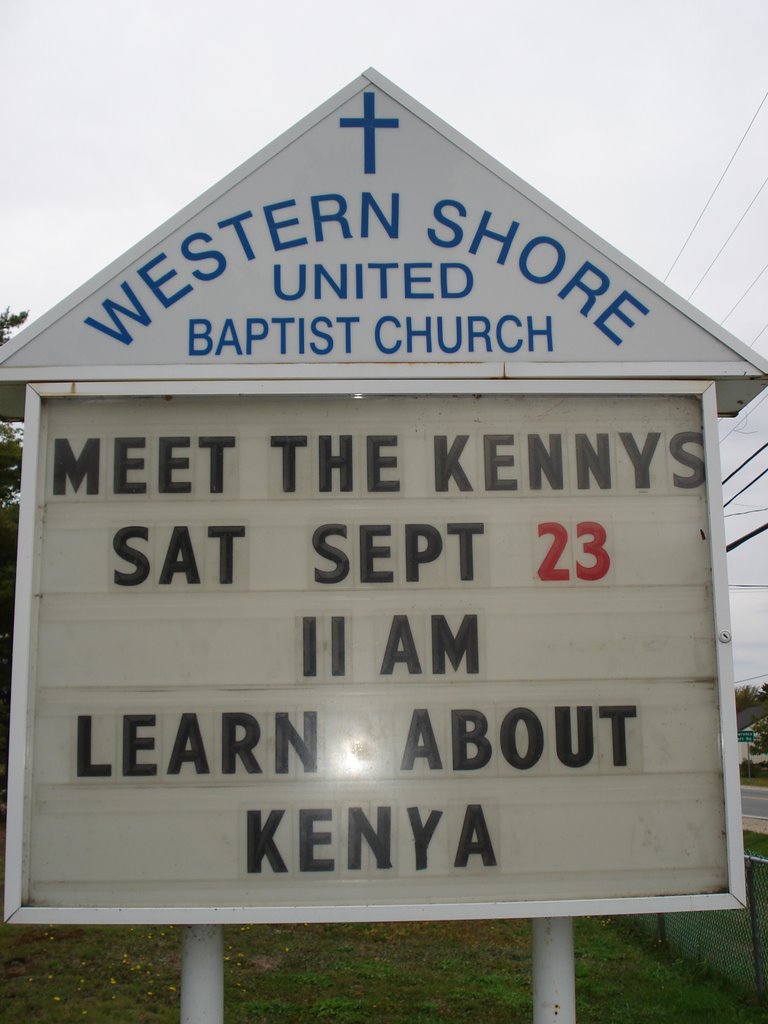 WESTERN SHORE
UNITED
BAPTIST CHURCH
MEET THE KENNYS
SAT SEPT 23
11 AM
LEARN ABOUT
KENYA